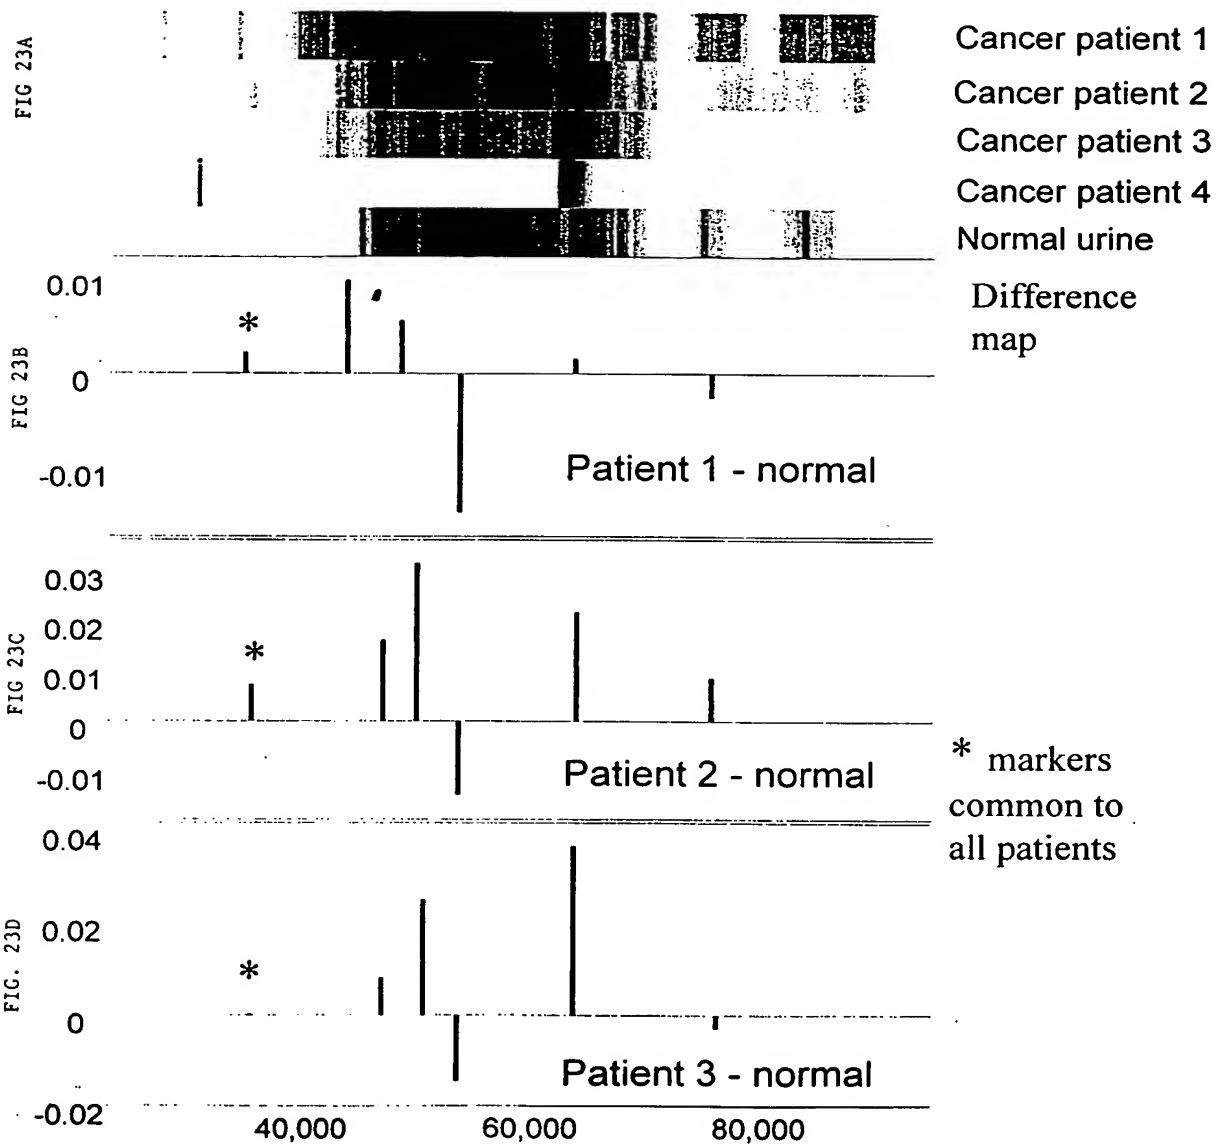 FIG 23A
Cancer patient 1
Cancer patient 2
Cancer patient 3
Cancer patient 4
Normal urine
Difference
map
FIG 23B
0.01
*
0
-0.01
Patient 1 - normal
FIG 23C
0.03
0.02
*
0.01
0
-0.01
Patient 2 - normal
* markers
common to
all patients
FIG. 23D
0.04
0.02
*
0
-0.02
Patient 3 - normal
40,000 60,000 80,000